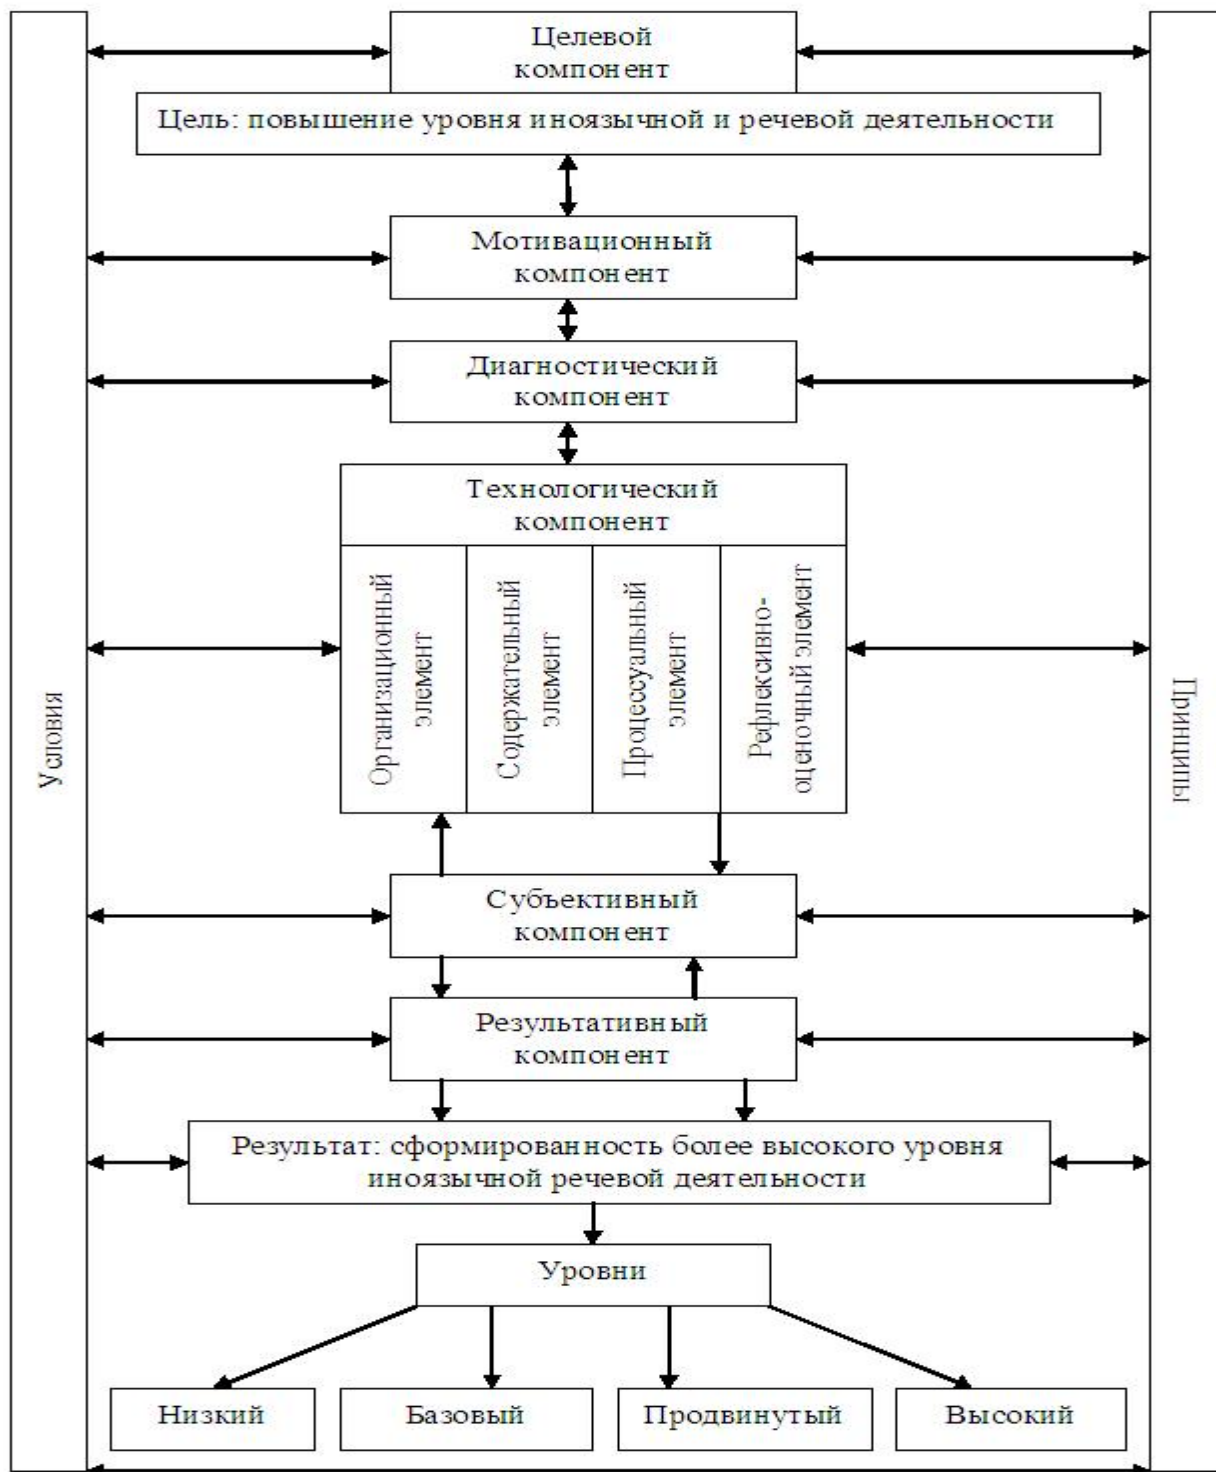 Целевой
компонент
Цель: повышение уровня иноязычной и речевой деятельности
Мотивационный
компонент
Диагностический
компонент
Технологический
компонент
Организационный
элемент
Содержательный
элемент
Процессуальный
элемент
Рефлексивно-
оценочный элемент
Условия
Принципы
Субъективный
компонент
Результативный
компонент
Результат: сформированность более высокого уровня
иноязычной речевой деятельности
Уровни
Низкий
Базовый
Продвинутый
Высокий